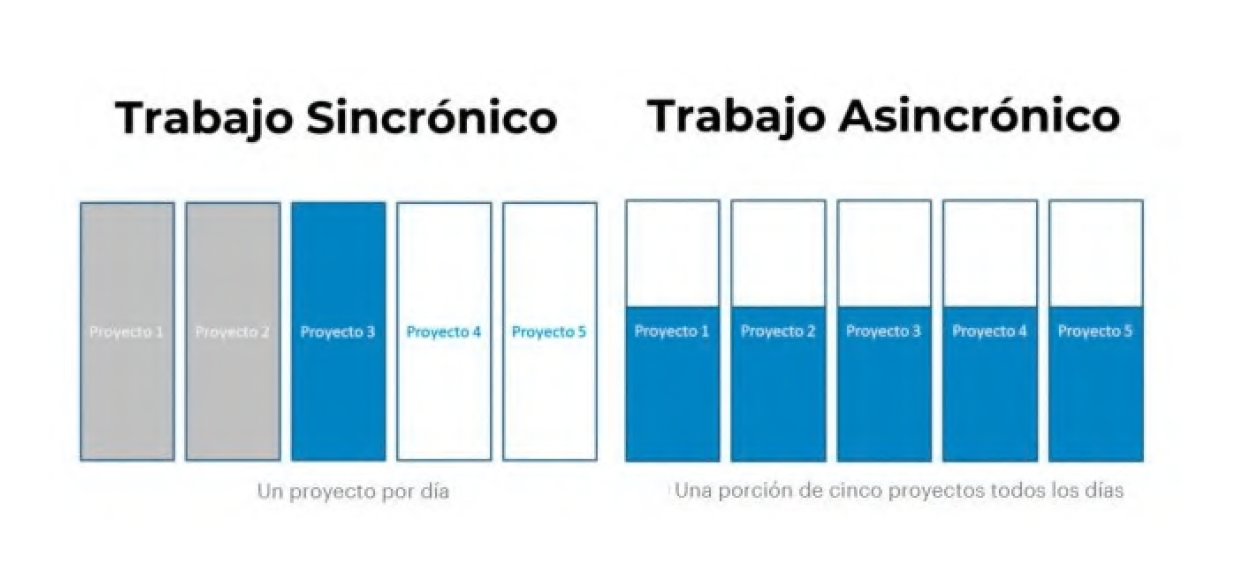 Trabajo Sincrónico
Proyecto 1
Proyecto 2
Proyecto 3
Proyecto 4
Proyecto 5
Un proyecto por día
Trabajo Asincrónico
Proyecto 1
Proyecto 2
Proyecto 3
Proyecto 4
Proyecto 5
Una porción de cinco proyectos todos los días